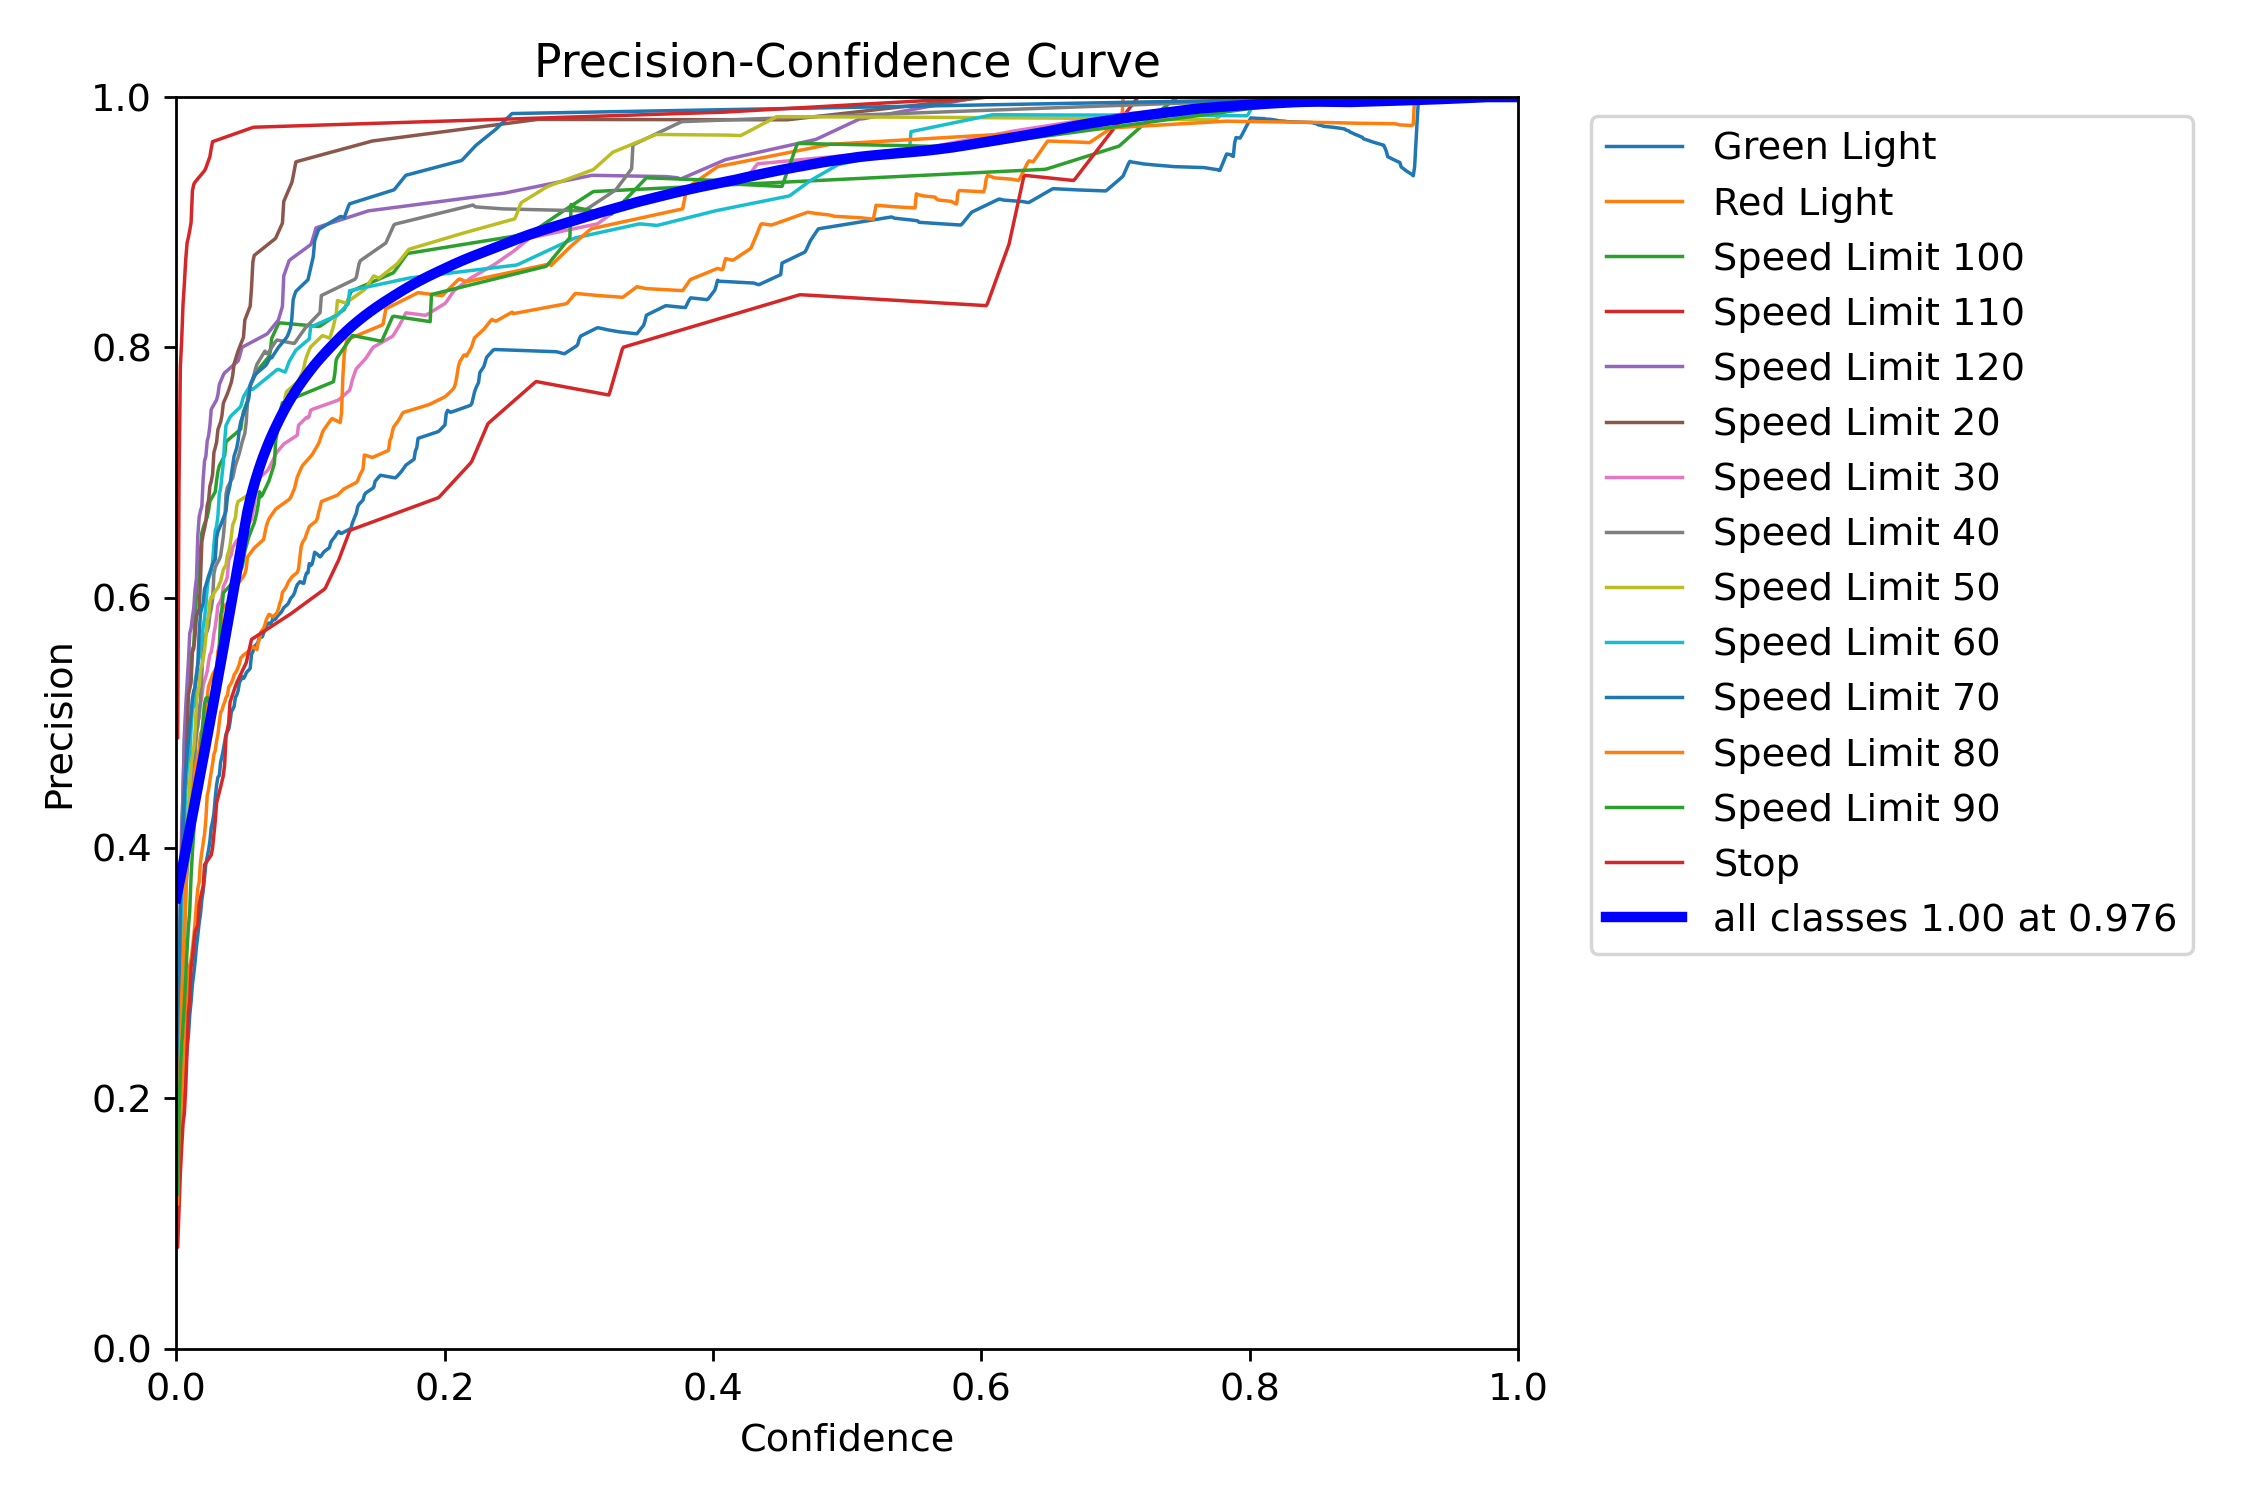 Precision-Confidence Curve
1.0
0.8
0.6
0.4
0.2
0.0
Precision
0.0 0.2 0.4 0.6 0.8 1.0
Confidence
Green Light
Red Light
Speed Limit 100
Speed Limit 110
Speed Limit 120
Speed Limit 20
Speed Limit 30
Speed Limit 40
Speed Limit 50
Speed Limit 60
Speed Limit 70
Speed Limit 80
Speed Limit 90
Stop
all classes 1.00 at 0.976